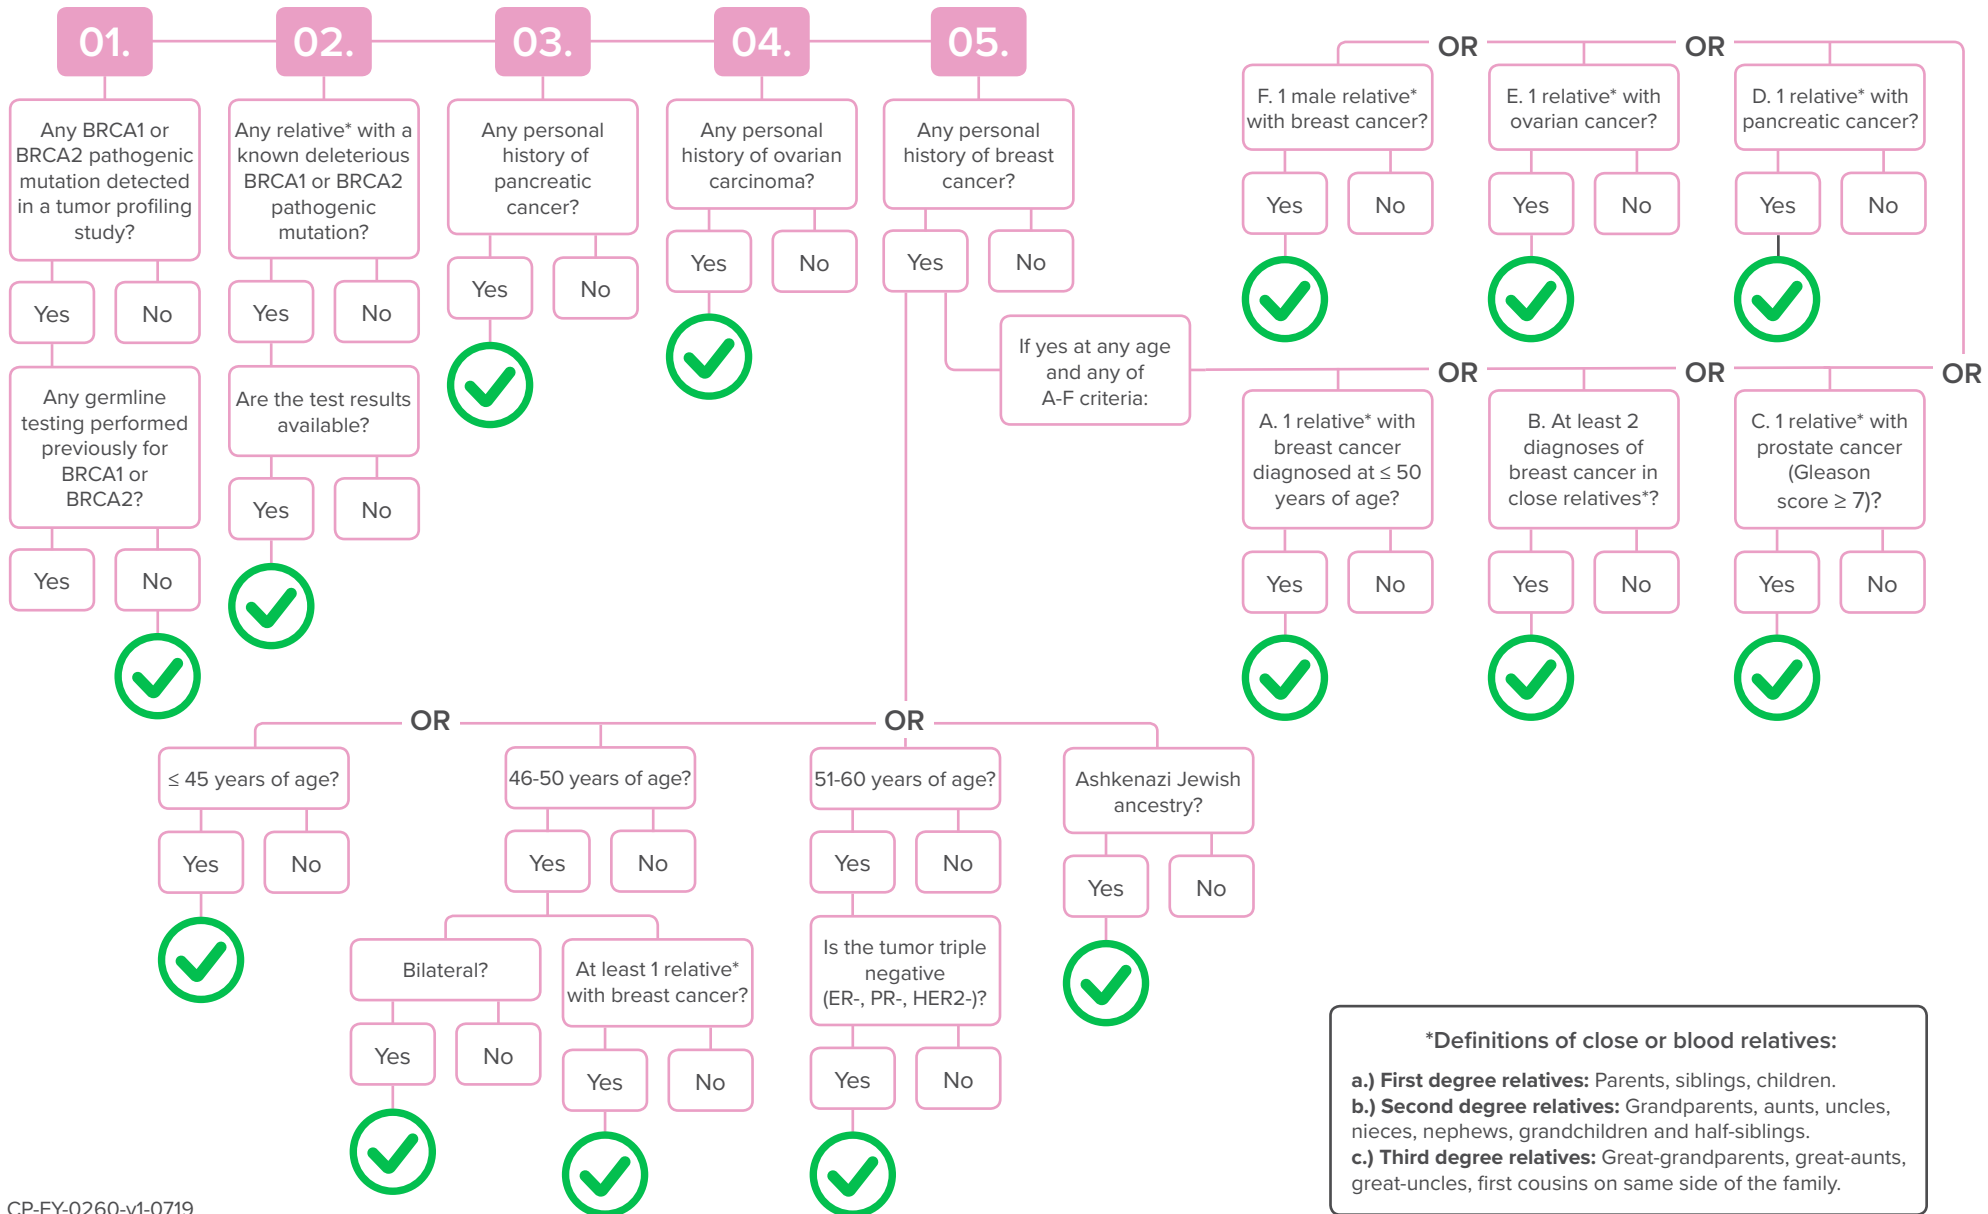 01.
02.
03.
04.
05.
Any BRCA1 or
BRCA2 pathogenic
mutation detected
in a tumor profiling
study?
Yes
No
Any germline
testing performed
previously for
BRCA1 or
BRCA2?
Yes
No
Any relative* with a
known deleterious
BRCA1 or BRCA2
pathogenic
mutation?
Yes
No
Are the test results
available?
Yes
No
Any personal
history of
pancreatic
cancer?
Yes
No
Any personal
history of ovarian
carcinoma?
Yes
No
Any personal
history of breast
cancer?
Yes
No
If yes at any age
and any of
A-F criteria:
OR
OR
F. 1 male relative*
with breast cancer?
Yes
No
E. 1 relative* with
ovarian cancer?
Yes
No
D. 1 relative* with
pancreatic cancer?
Yes
No
OR
OR
OR
A. 1 relative* with
breast cancer
diagnosed at ≤ 50
years of age?
Yes
No
B. At least 2
diagnoses of
breast cancer in
close relatives*?
Yes
No
C. 1 relative* with
prostate cancer
(Gleason
score ≥ 7)?
Yes
No
OR
OR
≤ 45 years of age?
Yes
No
46-50 years of age?
Yes
No
Bilateral?
Yes
No
At least 1 relative*
with breast cancer?
Yes
No
51-60 years of age?
Yes
No
Is the tumor triple
negative
(ER-, PR-, HER2-)?
Yes
No
Ashkenazi Jewish
ancestry?
Yes
No
*Definitions of close or blood relatives:
a.) First degree relatives: Parents, siblings, children.
b.) Second degree relatives: Grandparents, aunts, uncles,
nieces, nephews, grandchildren and half-siblings.
c.) Third degree relatives: Great-grandparents, great-aunts,
great-uncles, first cousins on same side of the family.
CP-EY-0260-v1-0719